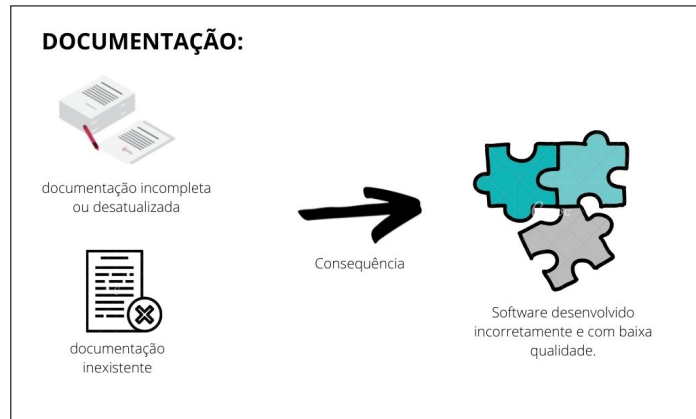 DOCUMENTAÇÃO:
documentação incompleta
ou desatualizada
Consequência
documentação
inexistente
Software desenvolvido
incorretamente e com baixa
qualidade.